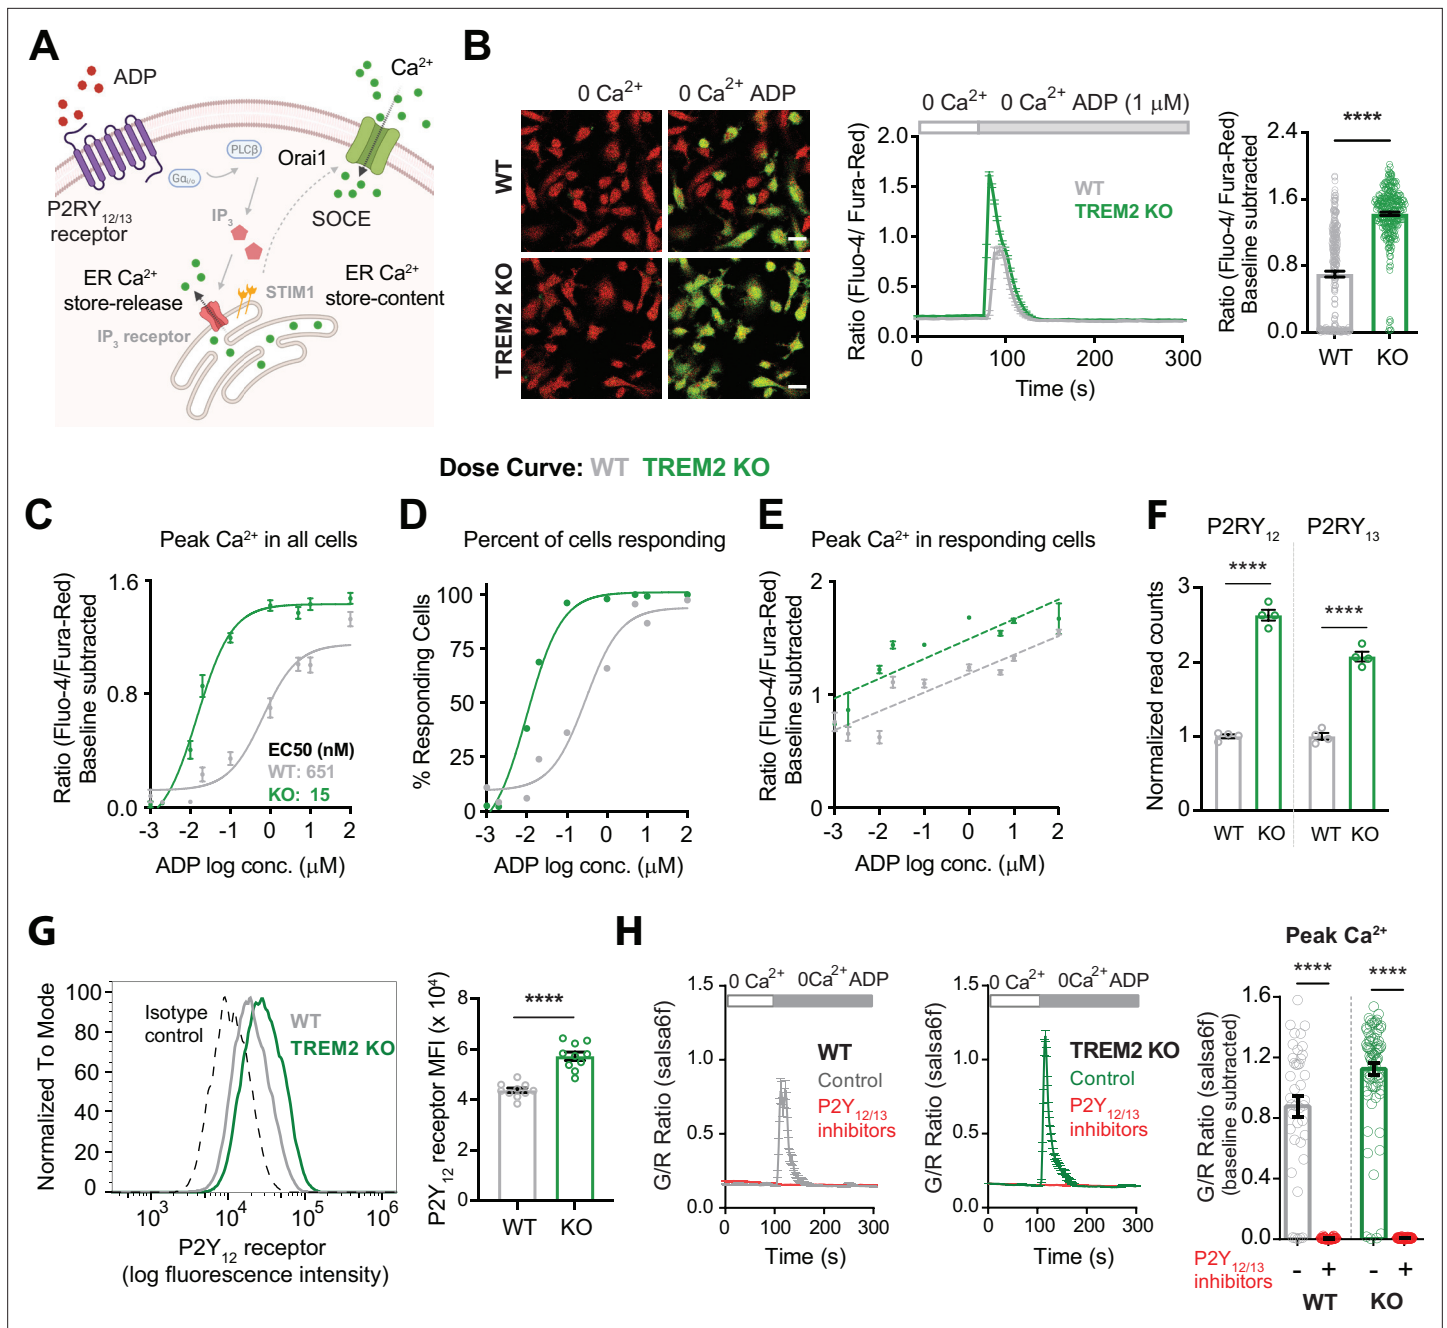 A
ADP
Ca²⁺
PLCβ
Gαᵢ/ₒ
Orai1
P2RY₁₂/₁₃
receptor
IP₃
SOCE
ER Ca²⁺
store-release
STIM1
ER Ca²⁺
store-content
IP₃ receptor
B
0 Ca²⁺
0 Ca²⁺ ADP
WT
TREM2 KO
0 Ca²⁺ 0 Ca²⁺ ADP (1 μM)
Ratio (Fluo-4/ Fura-Red)
2.0
1.5
1.0
0.5
0.0
WT
TREM2 KO
0 100 200 300
Time (s)
Ratio (Fluo-4/ Fura-Red)
Baseline subtracted
2.4
1.6
0.8
0.0
****
WT KO
Dose Curve: WT TREM2 KO
C
Peak Ca²⁺ in all cells
Ratio (Fluo-4/Fura-Red)
Baseline subtracted
1.6
0.8
0.0
EC50 (nM)
WT: 651
KO: 15
-3 -2 -1 0 1 2
ADP log conc. (μM)
D
Percent of cells responding
% Responding Cells
100
75
50
25
0
-3 -2 -1 0 1 2
ADP log conc. (μM)
E
Peak Ca²⁺ in responding cells
Ratio (Fluo-4/Fura-Red)
Baseline subtracted
2
1
0
-3 -2 -1 0 1 2
ADP log conc. (μM)
F
P2RY₁₂ P2RY₁₃
Normalized read counts
3
2
1
0
****
****
WT KO WT KO
G
Normalized To Mode
100
80
60
40
20
0
Isotype
control
WT
TREM2 KO
10³ 10⁴ 10⁵ 10⁶
P2Y₁₂ receptor
(log fluorescence intensity)
P2Y₁₂ receptor MFI (x 10⁴)
8
6
4
2
0
****
WT KO
H
0 Ca²⁺ 0Ca²⁺ ADP
G/R Ratio (salsa6f)
1.5
1.0
0.5
0.0
WT
Control
P2Y₁₂/₁₃
inhibitors
0 100 200 300
Time (s)
0 Ca²⁺ 0Ca²⁺ ADP
G/R Ratio (salsa6f)
1.5
1.0
0.5
0.0
TREM2 KO
Control
P2Y₁₂/₁₃
inhibitors
0 100 200 300
Time (s)
Peak Ca²⁺
**** ****
G/R Ratio (salsa6f)
(baseline subtracted)
1.6
1.2
0.8
0.4
0.0
P2Y₁₂/₁₃
inhibitors
- + - +
WT KO